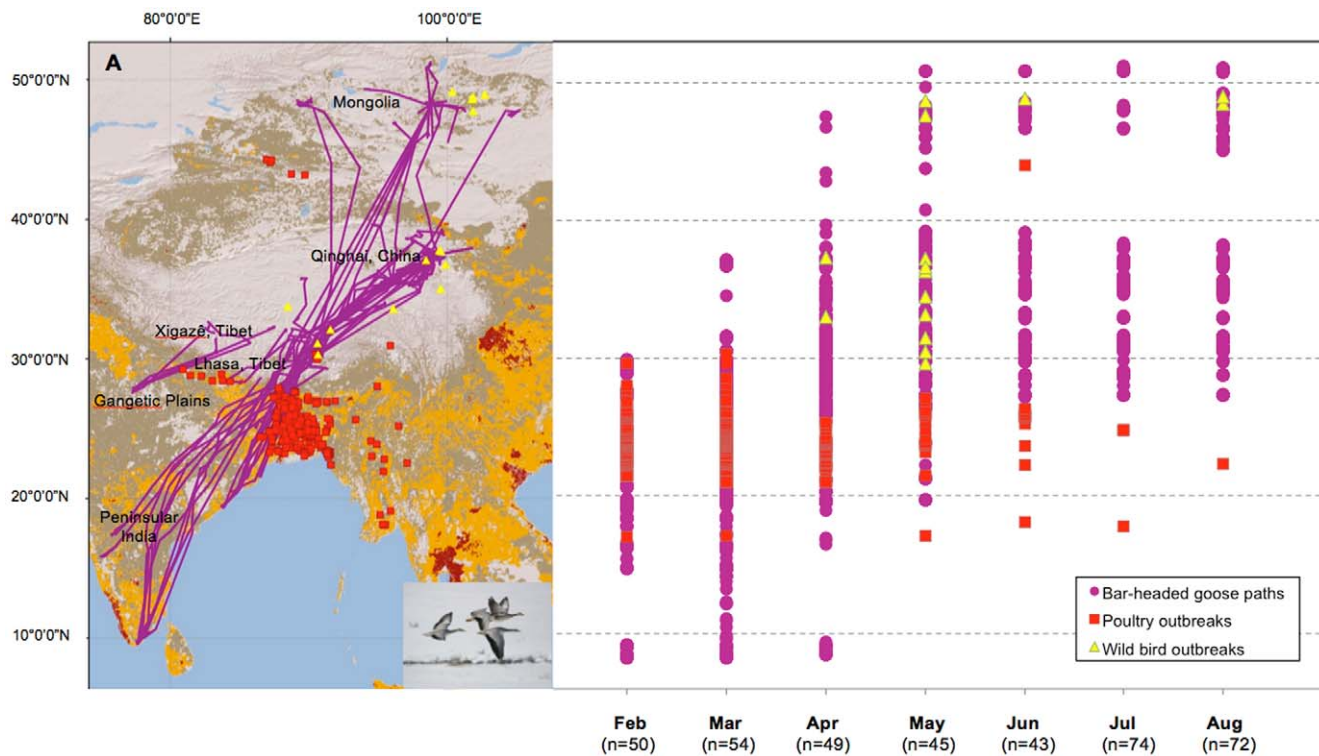 80°0'0"E 100°0'0"E
A
50°0'0"N
Mongolia
40°0'0"N
Qinghai, China
Xigazê, Tibet
30°0'0"N
Lhasa, Tibet
Gangetic Plains
20°0'0"N
Peninsular
India
10°0'0"N
Bar-headed goose paths
Poultry outbreaks
Wild bird outbreaks
Feb Mar Apr May Jun Jul Aug
(n=50) (n=54) (n=49) (n=45) (n=43) (n=74) (n=72)